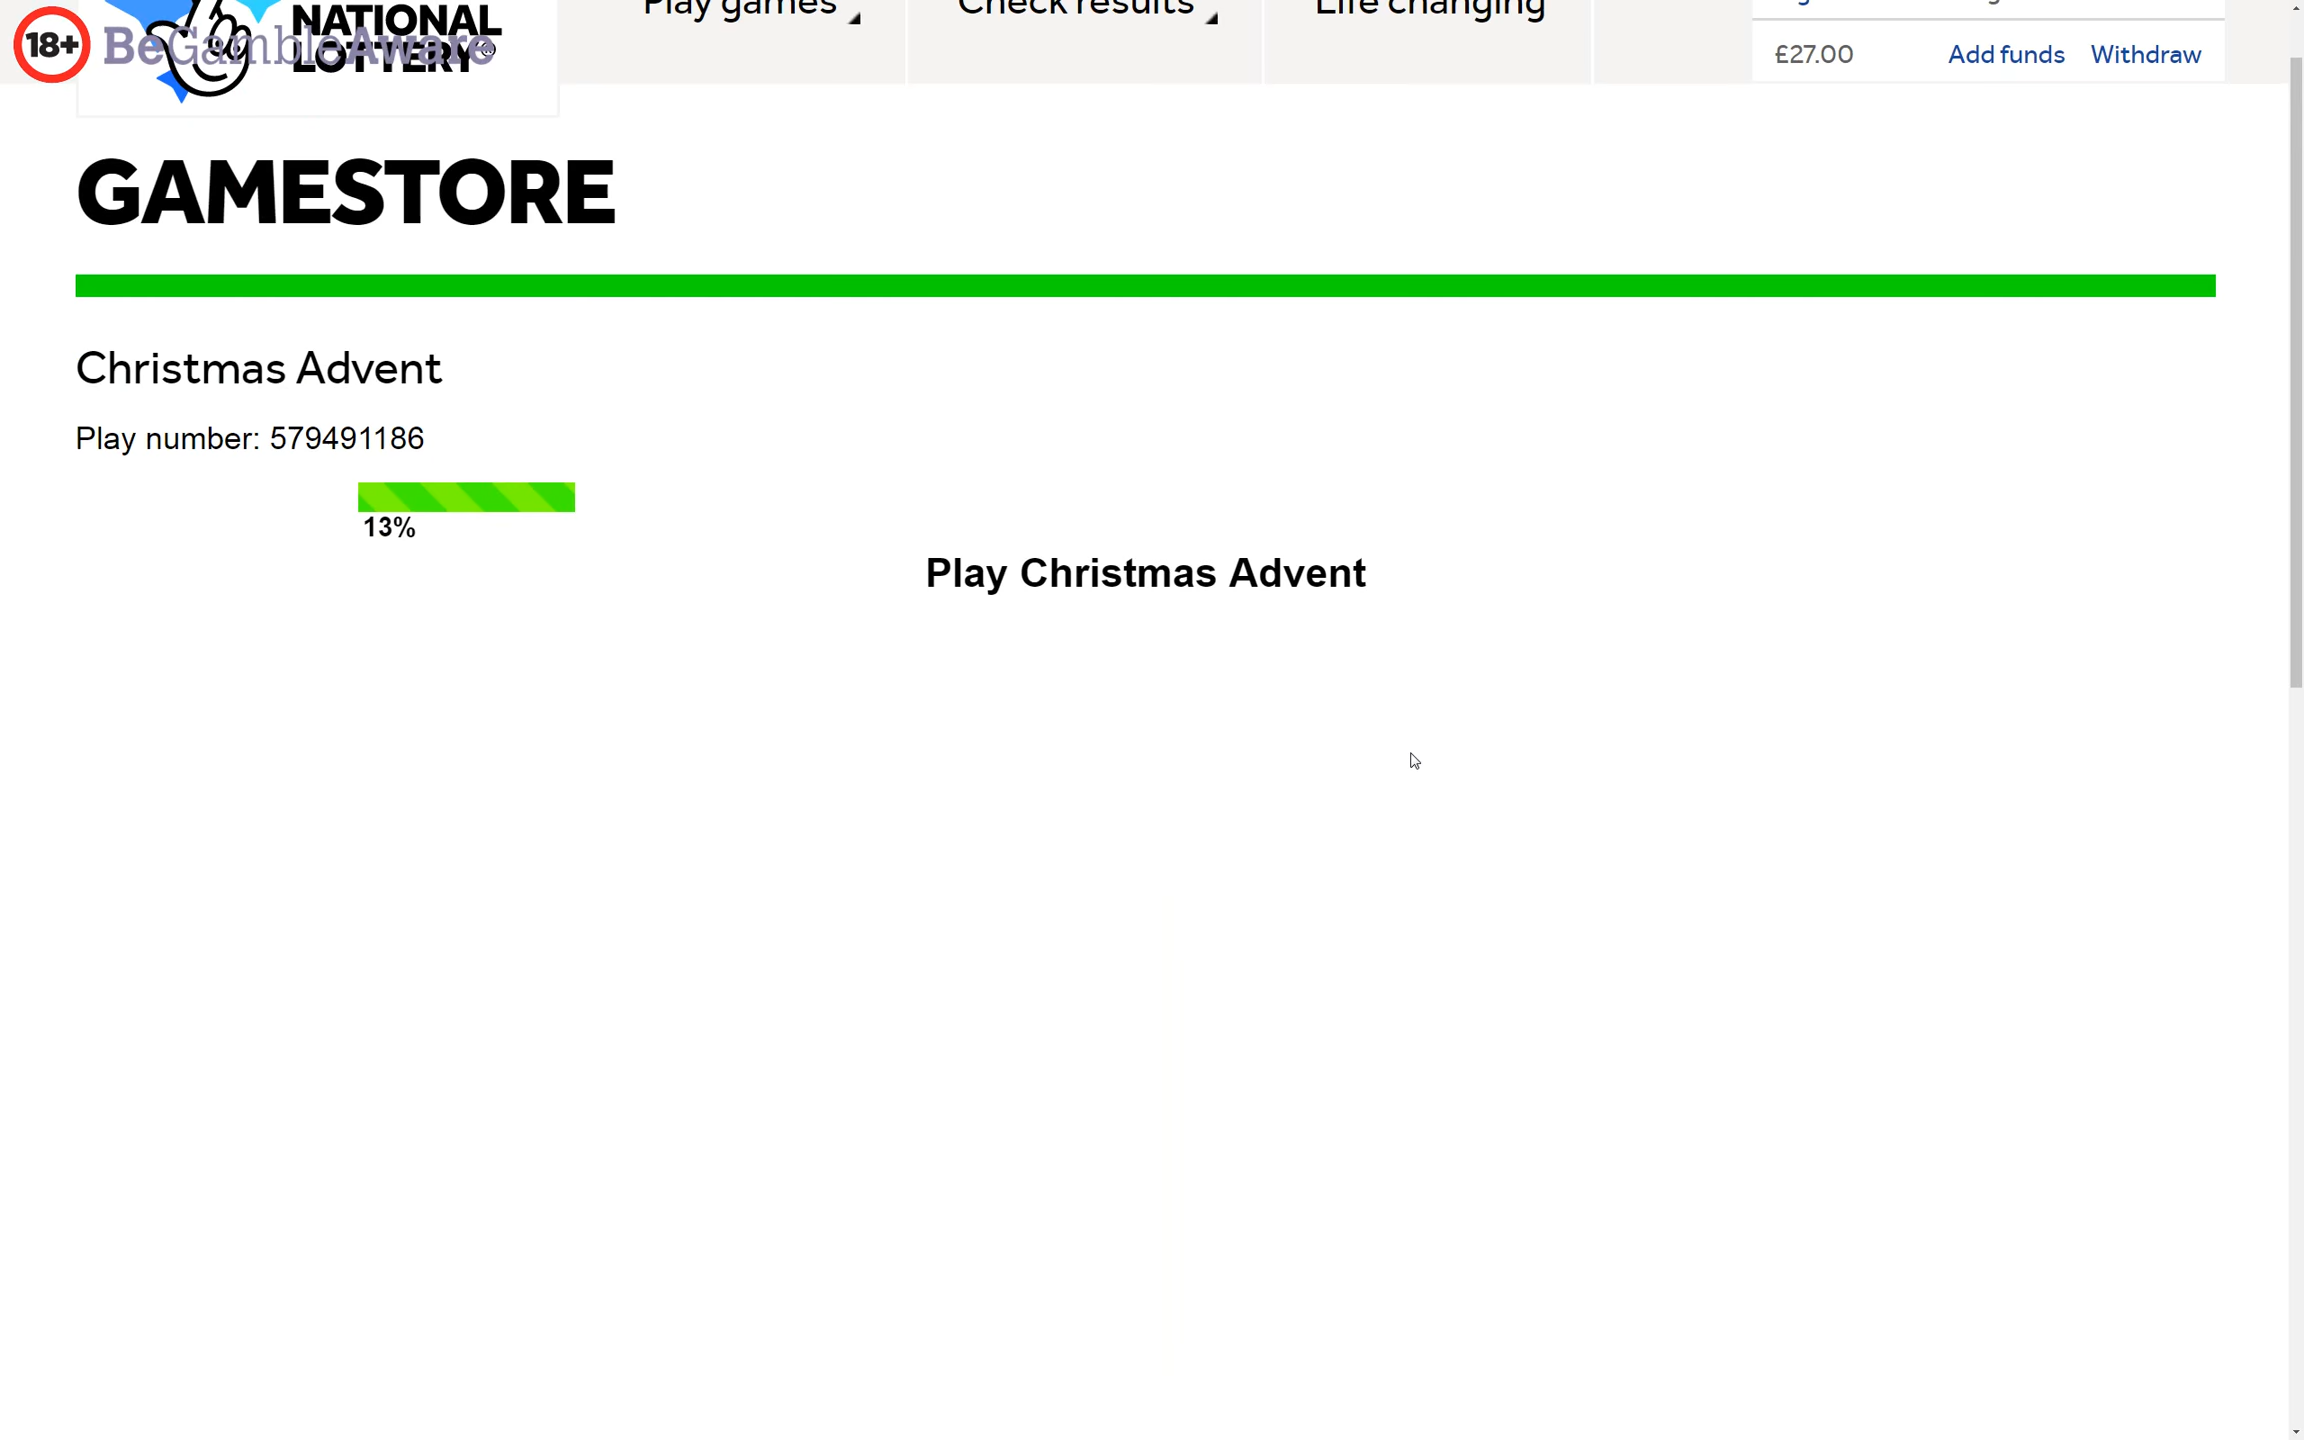 18+ BeGambleAware
NATIONAL
LOTTERY®
Play games
Check results
Life changing
£27.00
Add funds
Withdraw
GAMESTORE
Christmas Advent
Play number: 579491186
13%
Play Christmas Advent